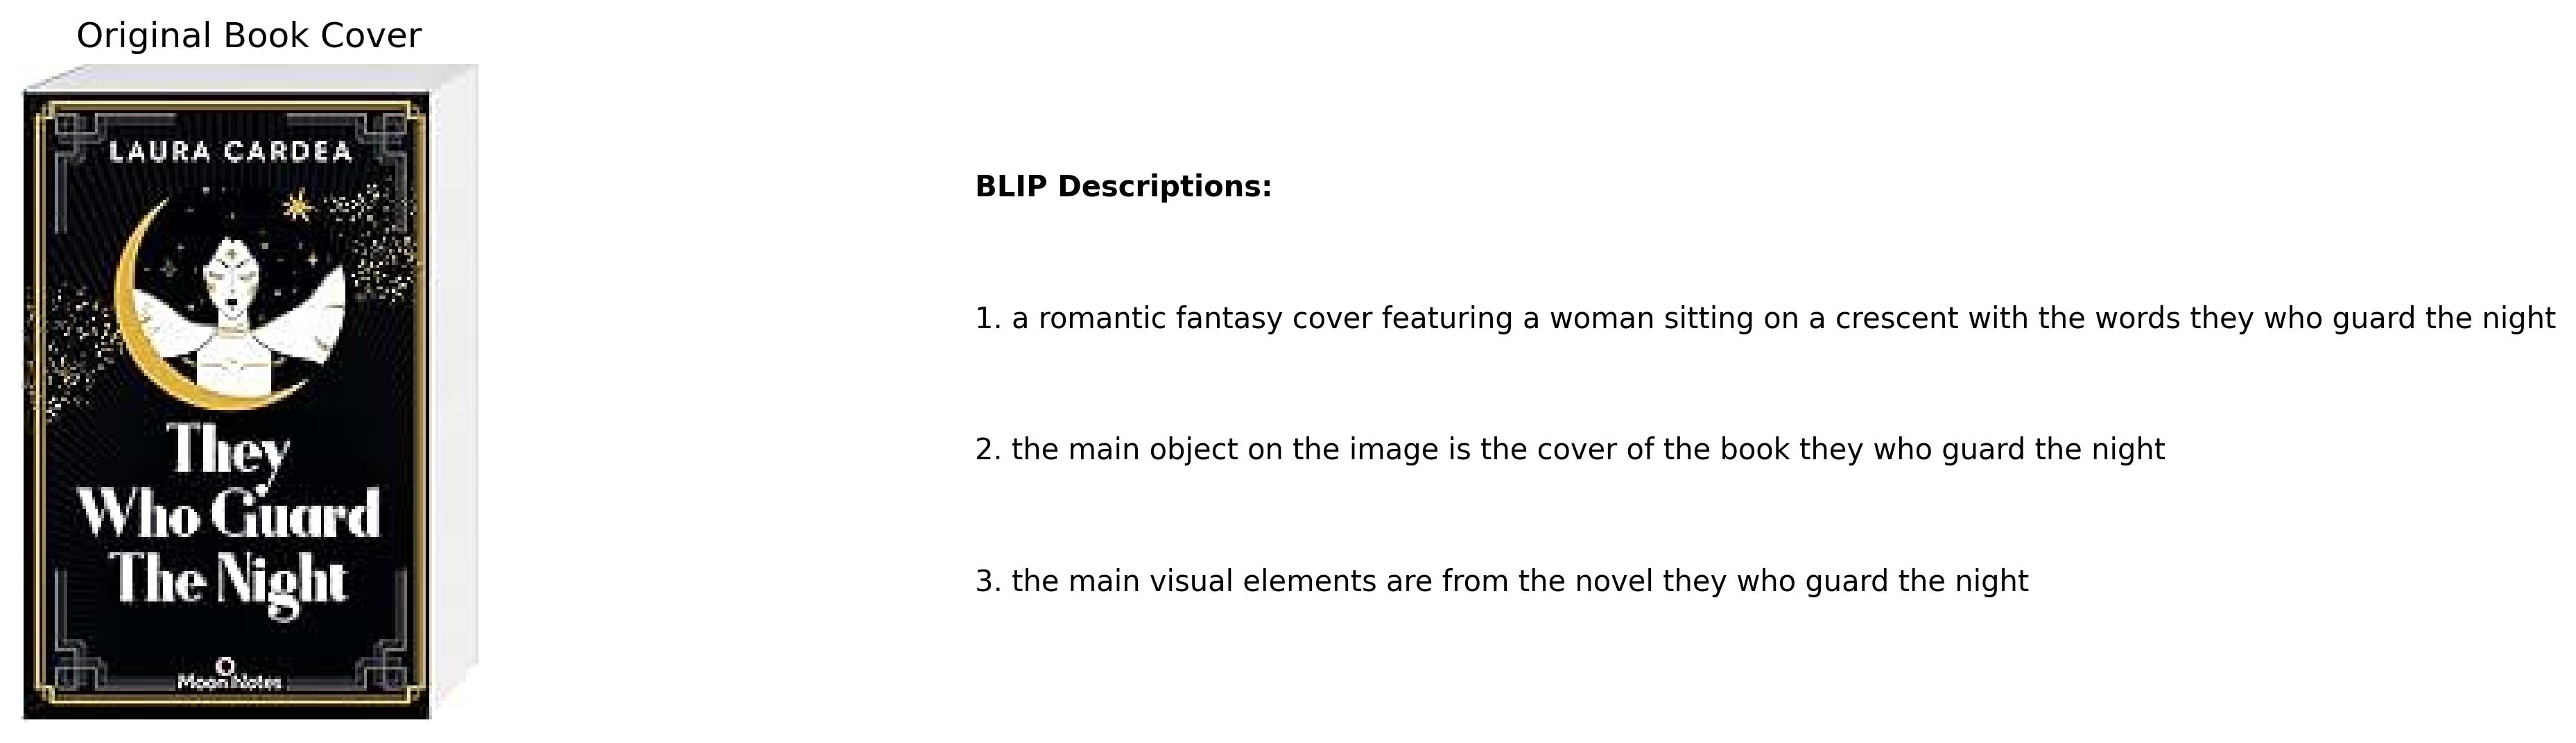 Original Book Cover
LAURA CARDEA
They
Who Guard
The Night
Moon Notes
BLIP Descriptions:
1. a romantic fantasy cover featuring a woman sitting on a crescent with the words they who guard the night
2. the main object on the image is the cover of the book they who guard the night
3. the main visual elements are from the novel they who guard the night